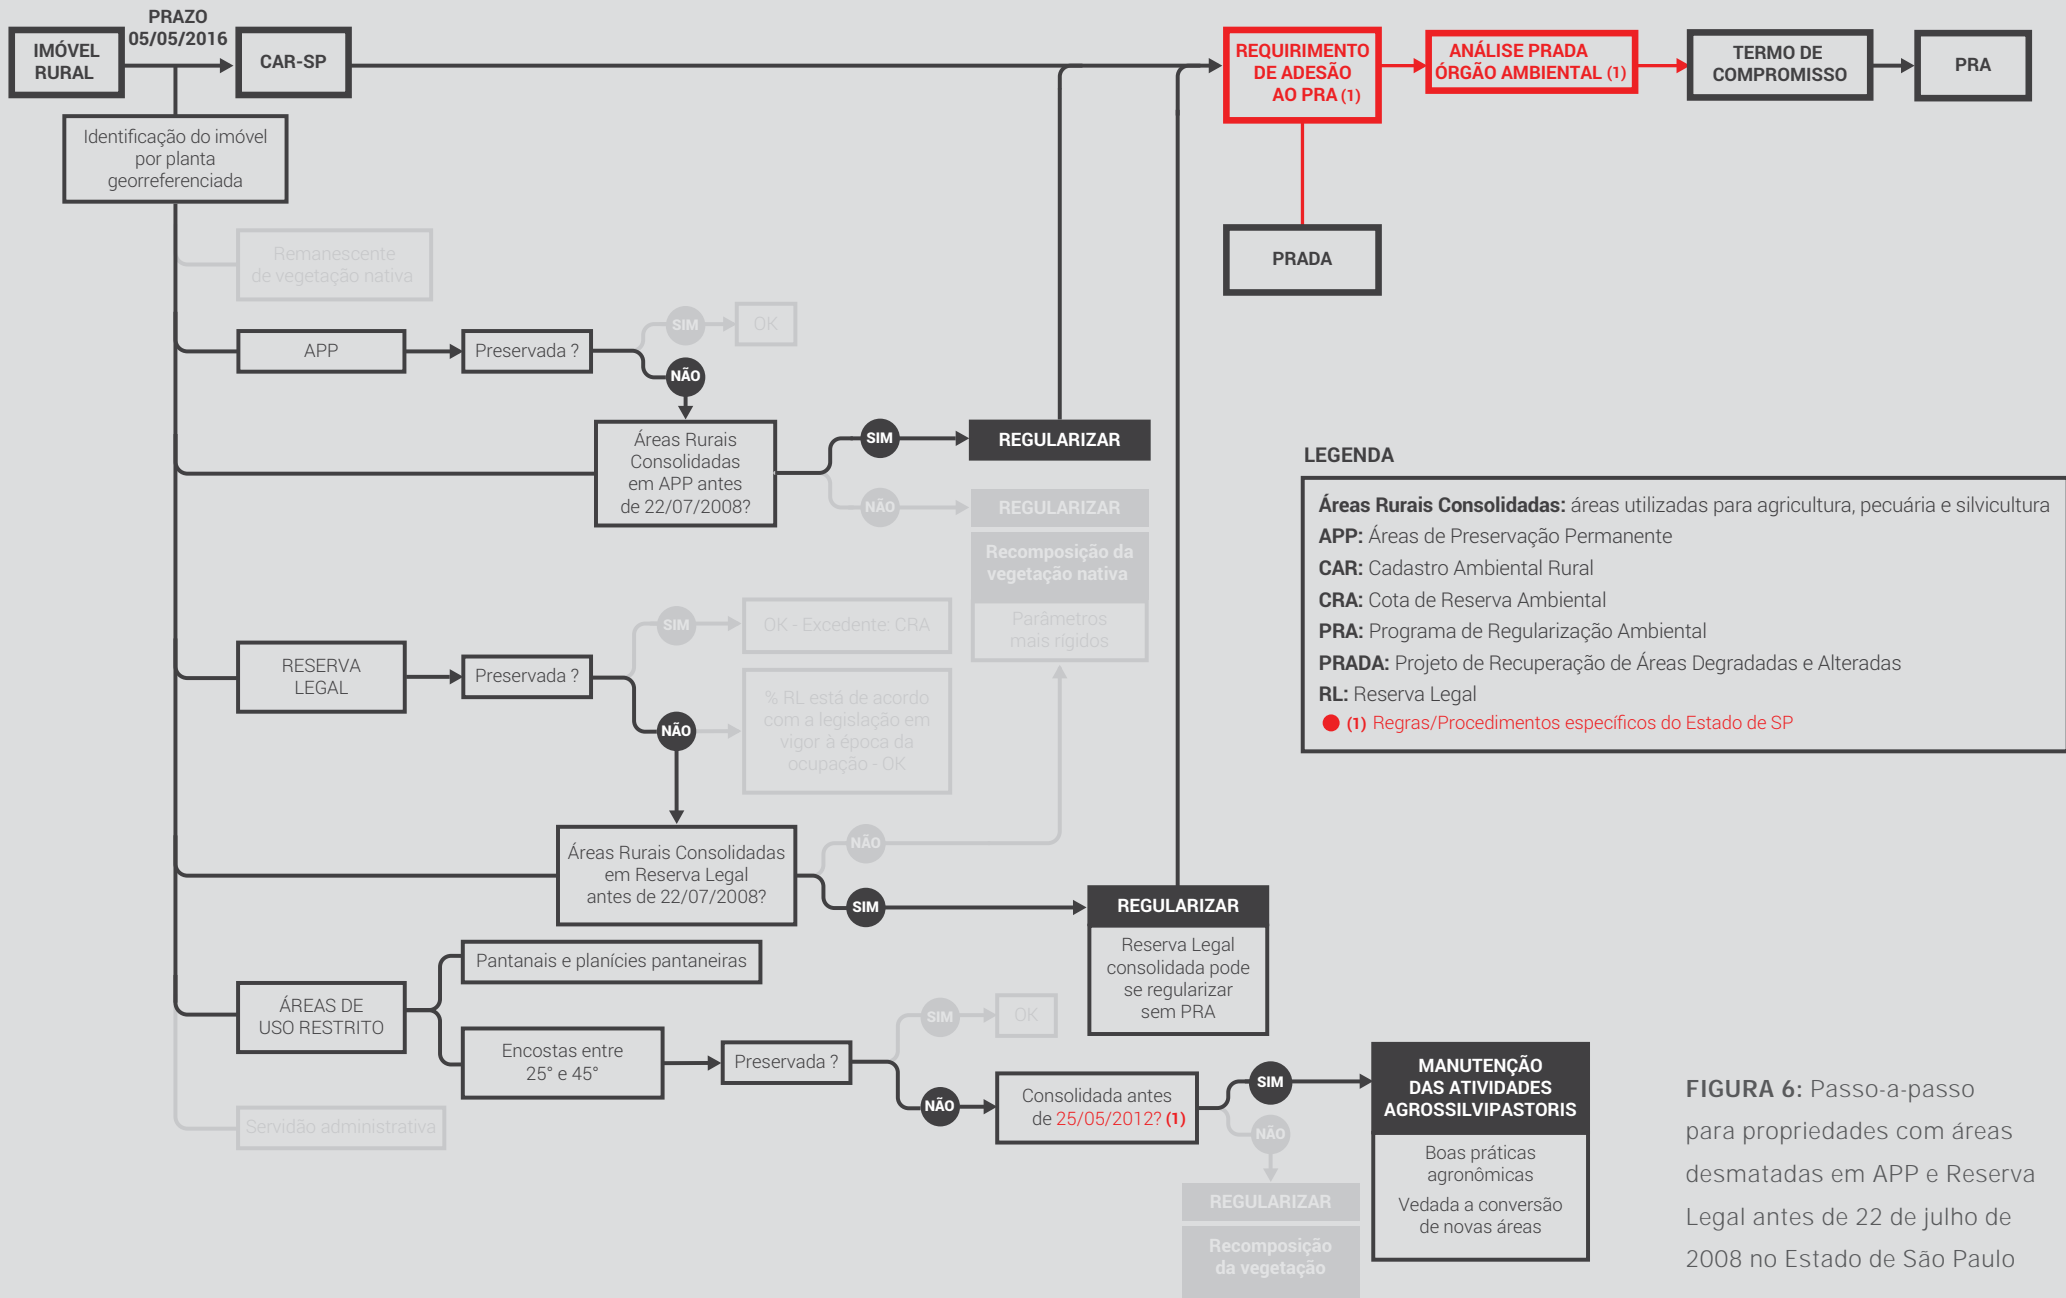 PRAZO
05/05/2016
IMÓVEL
RURAL
CAR-SP
REQUIRIMENTO
DE ADESÃO
AO PRA (1)
ANÁLISE PRADA
ÓRGÃO AMBIENTAL (1)
TERMO DE
COMPROMISSO
PRA
Identificação do imóvel
por planta
georreferenciada
PRADA
Remanescente
de vegetação nativa
APP
Preservada ?
SIM
OK
NÃO
Áreas Rurais
Consolidadas
em APP antes
de 22/07/2008?
SIM
REGULARIZAR
NÃO
REGULARIZAR
Recomposição da
vegetação nativa
Parâmetros
mais rígidos
LEGENDA
Áreas Rurais Consolidadas: áreas utilizadas para agricultura, pecuária e silvicultura
APP: Áreas de Preservação Permanente
CAR: Cadastro Ambiental Rural
CRA: Cota de Reserva Ambiental
PRA: Programa de Regularização Ambiental
PRADA: Projeto de Recuperação de Áreas Degradadas e Alteradas
RL: Reserva Legal
(1) Regras/Procedimentos específicos do Estado de SP
RESERVA
LEGAL
Preservada ?
SIM
OK - Excedente: CRA
NÃO
% RL está de acordo
com a legislação em
vigor à época da
ocupação - OK
Áreas Rurais Consolidadas
em Reserva Legal
antes de 22/07/2008?
NÃO
SIM
REGULARIZAR
Reserva Legal
consolidada pode
se regularizar
sem PRA
ÁREAS DE
USO RESTRITO
Pantanais e planícies pantaneiras
Encostas entre
25° e 45°
Preservada ?
SIM
OK
NÃO
Consolidada antes
de 25/05/2012? (1)
SIM
MANUTENÇÃO
DAS ATIVIDADES
AGROSSILVIPASTORIS
Boas práticas
agronômicas
Vedada a conversão
de novas áreas
NÃO
REGULARIZAR
Recomposição
da vegetação
Servidão administrativa
FIGURA 6: Passo-a-passo
para propriedades com áreas
desmatadas em APP e Reserva
Legal antes de 22 de julho de
2008 no Estado de São Paulo